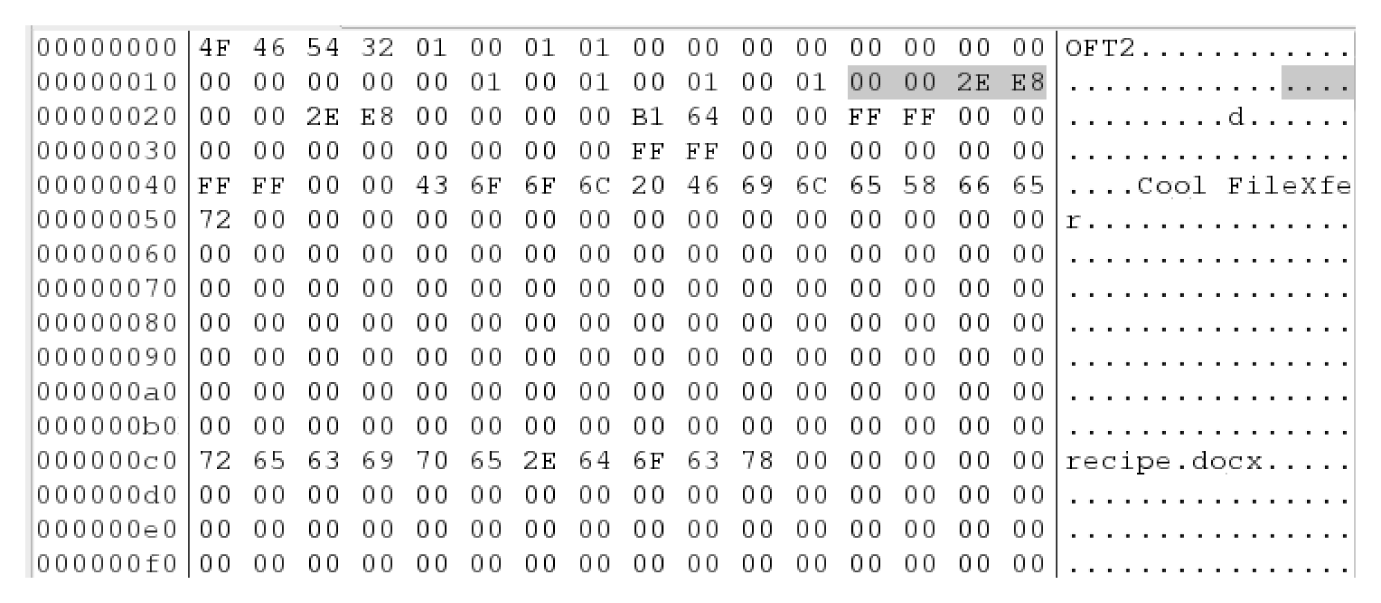 00000000 4F 46 54 32 01 00 01 01 00 00 00 00 00 00 00 00 OFT2............
00000010 00 00 00 00 00 01 00 01 00 01 00 01 00 00 2E E8 ................
00000020 00 00 2E E8 00 00 00 00 B1 64 00 00 FF FF 00 00 .........d......
00000030 00 00 00 00 00 00 00 00 FF FF 00 00 00 00 00 00 ................
00000040 FF FF 00 00 43 6F 6F 6C 20 46 69 6C 65 58 66 65 ....Cool FileXfe
00000050 72 00 00 00 00 00 00 00 00 00 00 00 00 00 00 00 r...............
00000060 00 00 00 00 00 00 00 00 00 00 00 00 00 00 00 00 ................
00000070 00 00 00 00 00 00 00 00 00 00 00 00 00 00 00 00 ................
00000080 00 00 00 00 00 00 00 00 00 00 00 00 00 00 00 00 ................
00000090 00 00 00 00 00 00 00 00 00 00 00 00 00 00 00 00 ................
000000a0 00 00 00 00 00 00 00 00 00 00 00 00 00 00 00 00 ................
000000b0 00 00 00 00 00 00 00 00 00 00 00 00 00 00 00 00 ................
000000c0 72 65 63 69 70 65 2E 64 6F 63 78 00 00 00 00 00 recipe.docx.....
000000d0 00 00 00 00 00 00 00 00 00 00 00 00 00 00 00 00 ................
000000e0 00 00 00 00 00 00 00 00 00 00 00 00 00 00 00 00 ................
000000f0 00 00 00 00 00 00 00 00 00 00 00 00 00 00 00 00 ................